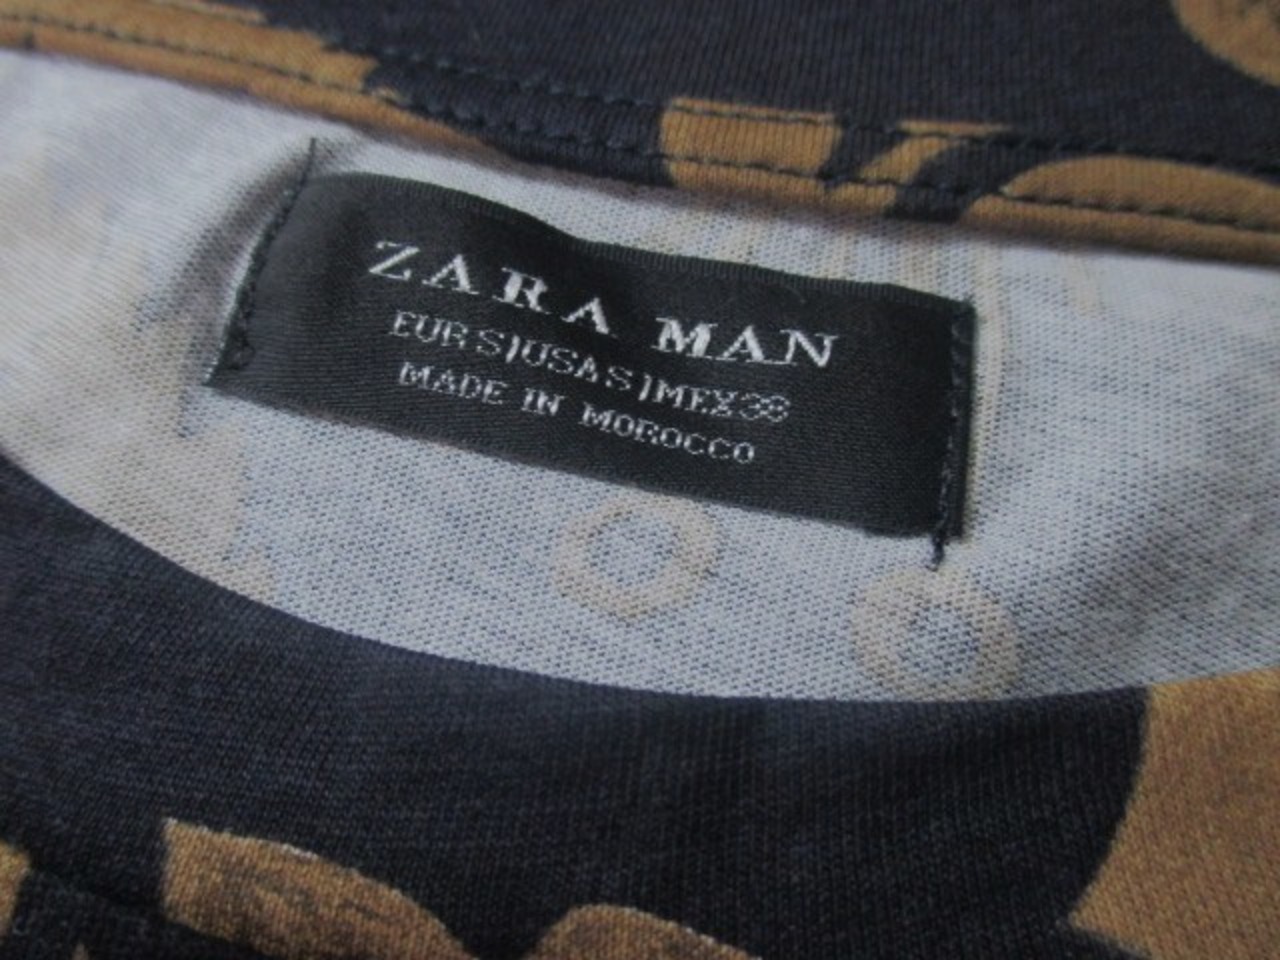 ZARA MAN
EUR S|USA S|MEX 38
MADE IN MOROCCO